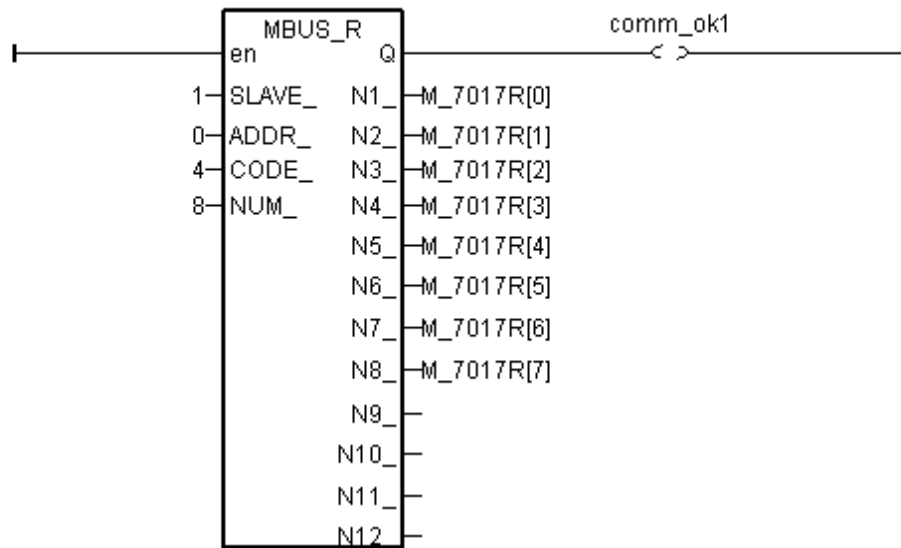 MBUS_R comm_ok1
en Q
1 SLAVE_ N1_ M_7017R[0]
0 ADDR_ N2_ M_7017R[1]
4 CODE_ N3_ M_7017R[2]
8 NUM_ N4_ M_7017R[3]
N5_ M_7017R[4]
N6_ M_7017R[5]
N7_ M_7017R[6]
N8_ M_7017R[7]
N9_
N10_
N11_
N12_